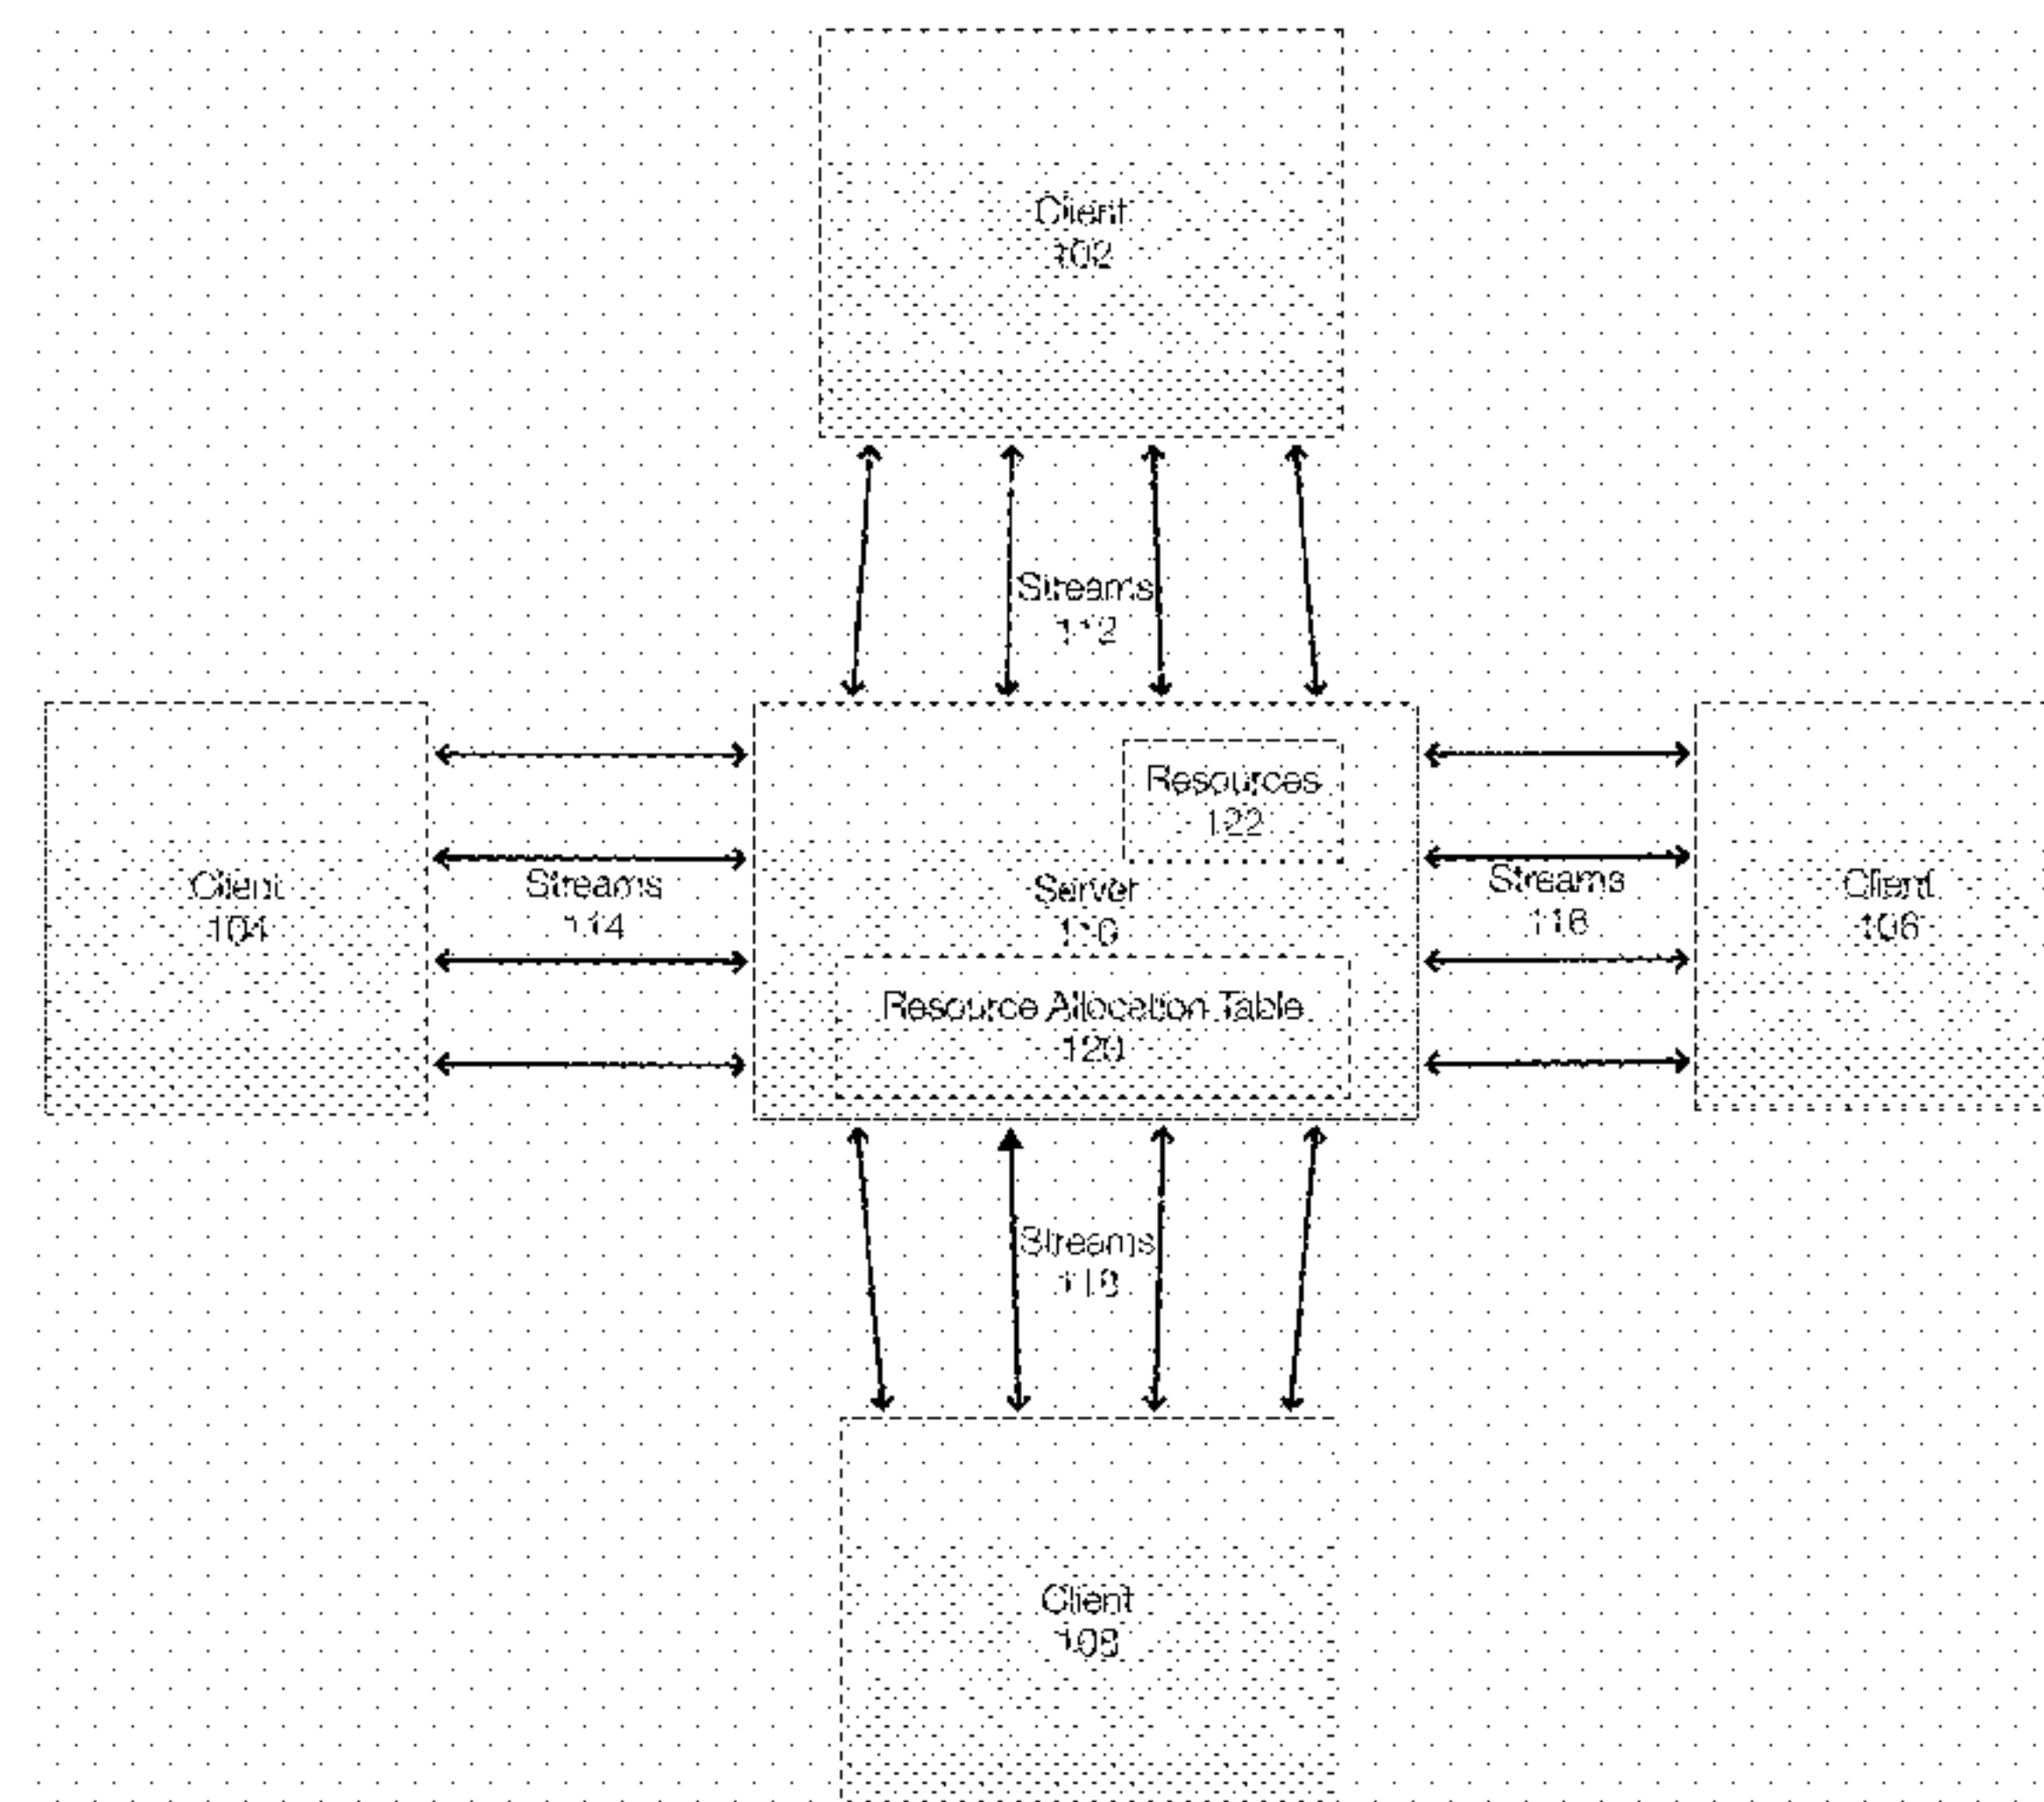 Client
102
Streams
112
Resources
122
Client
104
Streams
114
Server
110
Streams
116
Client
106
Resource Allocation Table
120
Streams
118
Client
108